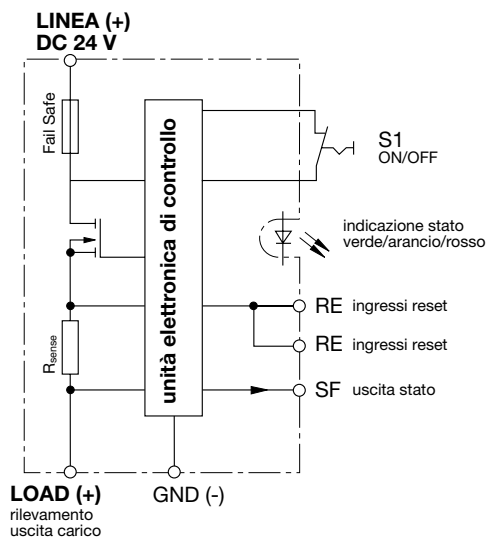 LINEA (+)
DC 24 V
Fail Safe
unità elettronica di controllo
S1
ON/OFF
indicazione stato
verde/arancio/rosso
RE ingressi reset
Rsense
RE ingressi reset
SF uscita stato
LOAD (+)
GND (-)
rilevamento
uscita carico